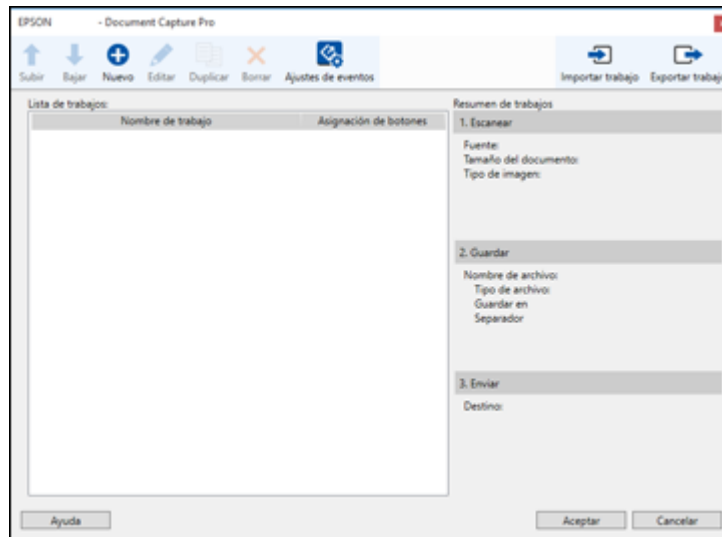 EPSON - Document Capture Pro
Subir Bajar Nuevo Editar Duplicar Borrar Ajustes de eventos Importar trabajo Exportar trabajo
Lista de trabajos:
Nombre de trabajo Asignación de botones
Resumen de trabajos
1. Escanear
Fuente:
Tamaño del documento:
Tipo de imagen:
2. Guardar
Nombre de archivo:
Tipo de archivo:
Guardar en
Separador
3. Enviar
Destino:
Ayuda Aceptar Cancelar